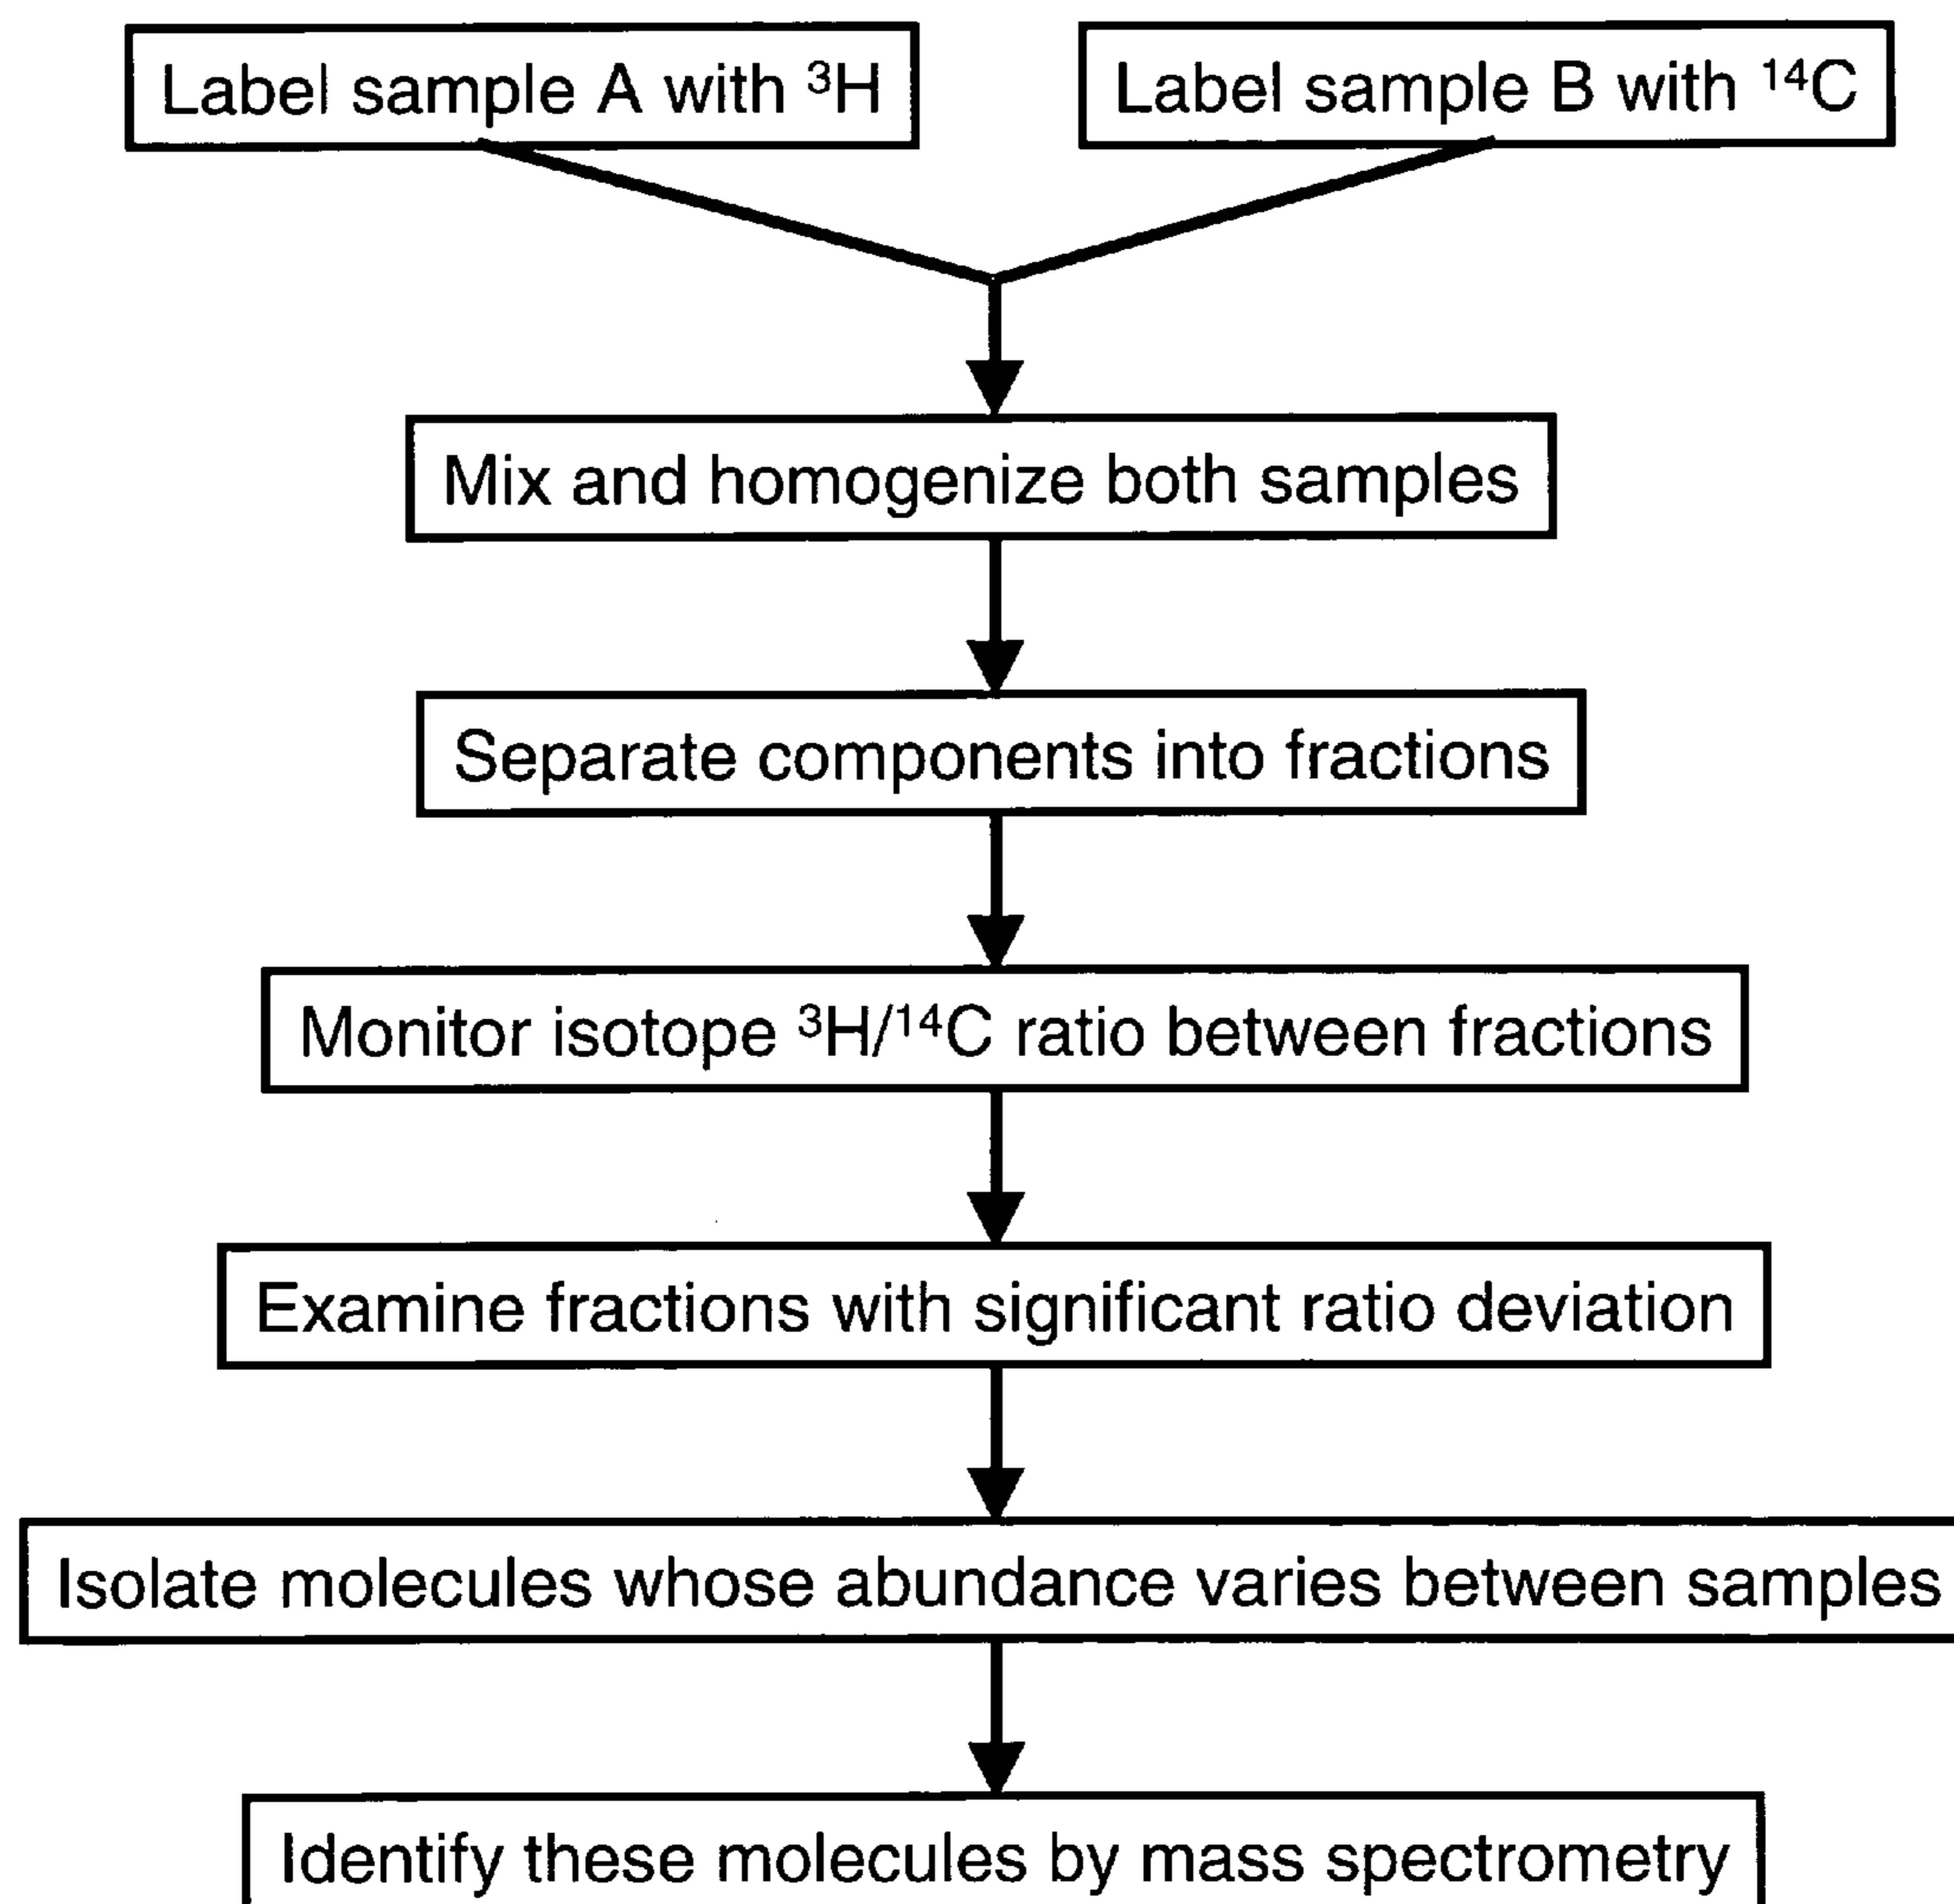 Label sample A with ³H
Label sample B with ¹⁴C
Mix and homogenize both samples
Separate components into fractions
Monitor isotope ³H/¹⁴C ratio between fractions
Examine fractions with significant ratio deviation
Isolate molecules whose abundance varies between samples
Identify these molecules by mass spectrometry